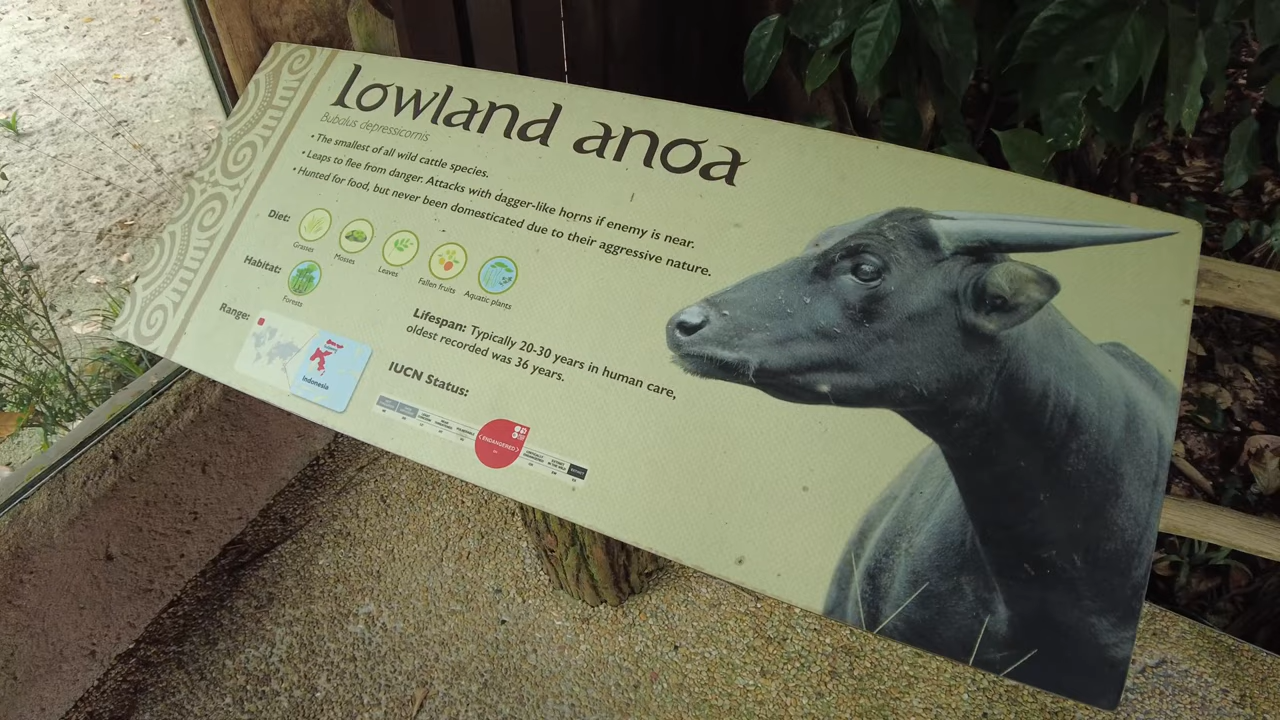 lowland anoa
Bubalus depressicornis
• The smallest of all wild cattle species.
• Leaps to flee from danger. Attacks with dagger-like horns if enemy is near.
• Hunted for food, but never been domesticated due to their aggressive nature.
Diet:
Grasses
Mosses
Leaves
Fallen fruits
Aquatic plants
Habitat:
Forests
Range:
Indonesia
Lifespan: Typically 20-30 years in human care,
oldest recorded was 36 years.
IUCN Status:
ENDANGERED